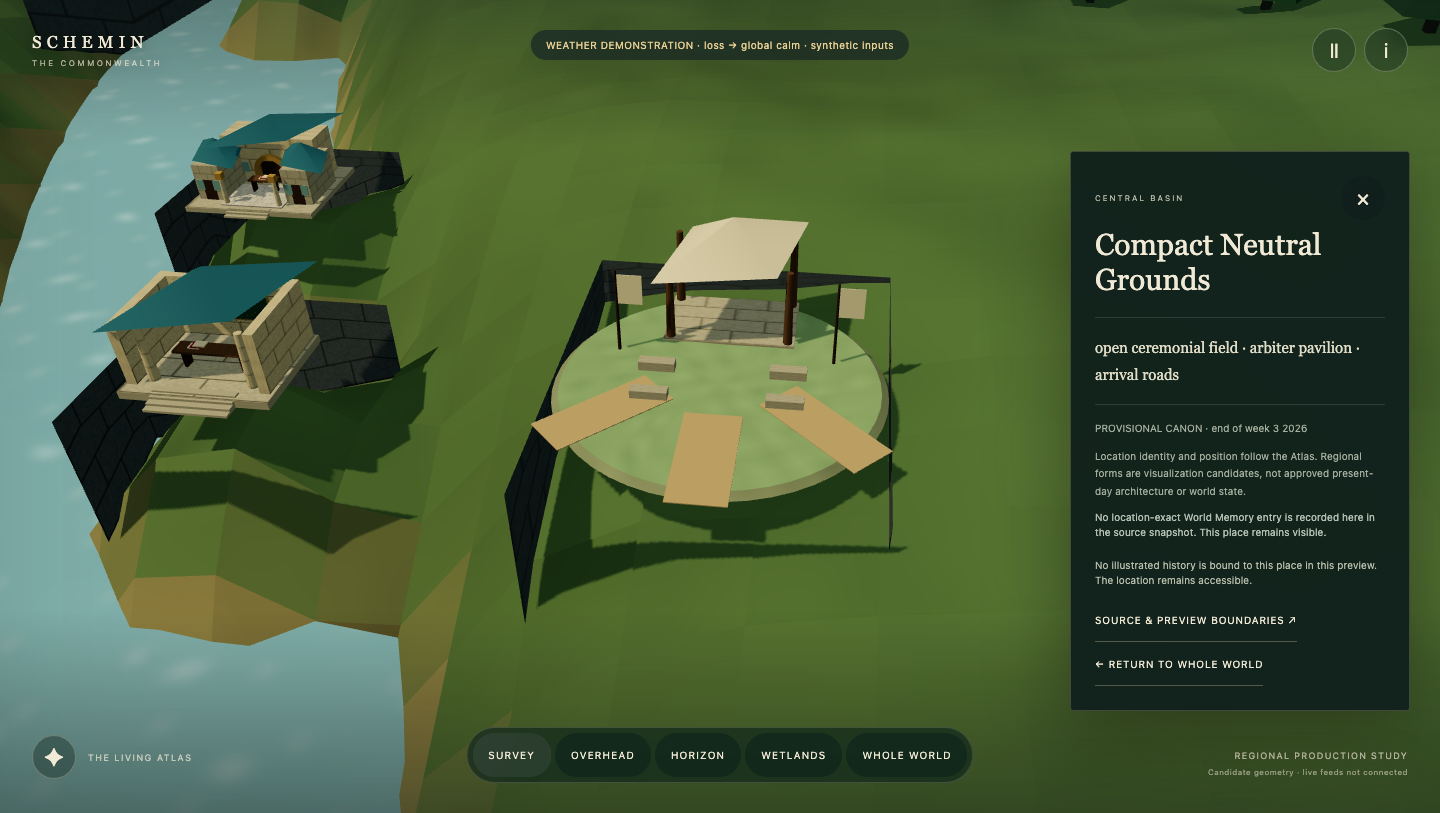 SCHEMIN
THE COMMONWEALTH
WEATHER DEMONSTRATION · loss → global calm · synthetic inputs
i
CENTRAL BASIN
×
Compact Neutral
Grounds
open ceremonial field · arbiter pavilion ·
arrival roads
PROVISIONAL CANON · end of week 3 2026
Location identity and position follow the Atlas. Regional
forms are visualization candidates, not approved present-
day architecture or world state.
No location-exact World Memory entry is recorded here in
the source snapshot. This place remains visible.
No illustrated history is bound to this place in this preview.
The location remains accessible.
SOURCE & PREVIEW BOUNDARIES ↗
← RETURN TO WHOLE WORLD
THE LIVING ATLAS
SURVEY
OVERHEAD
HORIZON
WETLANDS
WHOLE WORLD
REGIONAL PRODUCTION STUDY
Candidate geometry · live feeds not connected